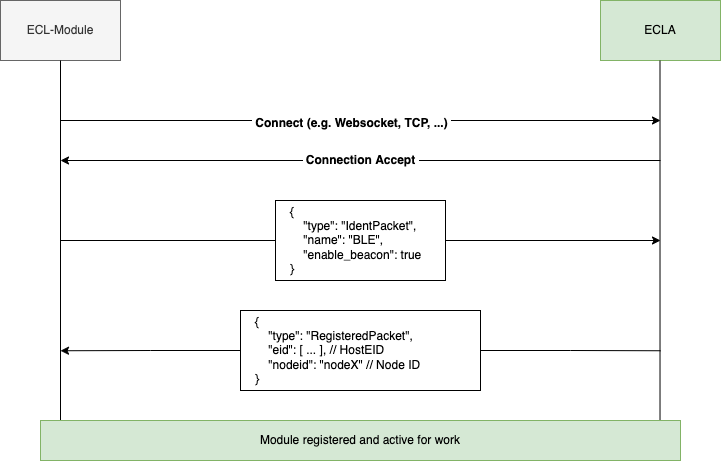 ECL-Module
ECLA
Connect (e.g. Websocket, TCP, ...)
Connection Accept
{
"type": "IdentPacket",
"name": "BLE",
"enable_beacon": true
}
{
"type": "RegisteredPacket",
"eid": [ ... ], // HostEID
"nodeid": "nodeX" // Node ID
}
Module registered and active for work